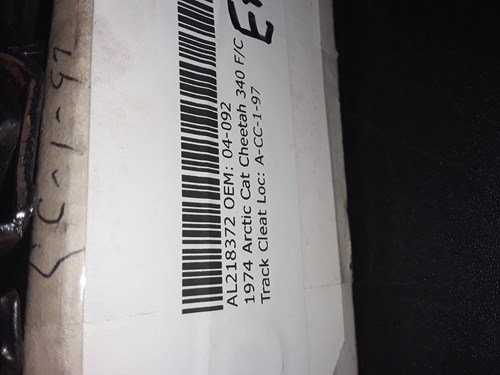 AL218372 OEM: 04-092
1974 Arctic Cat Cheetah 340 F/C
Track Cleat Loc: A-CC-1-97